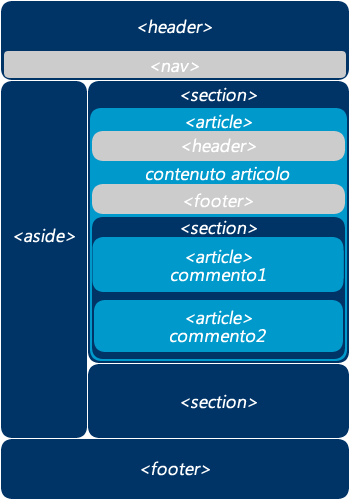 <header>
<nav>
<aside>
<section>
<article>
<header>
contenuto articolo
<footer>
<section>
<article>
commento1
<article>
commento2
<section>
<footer>